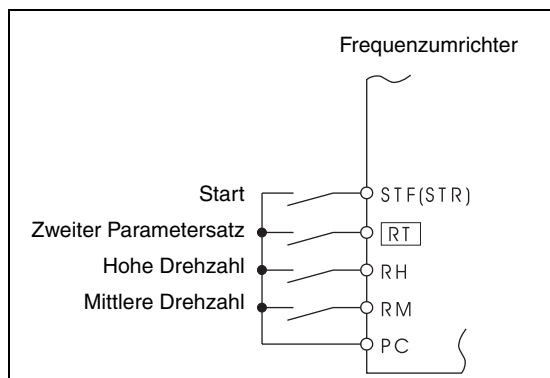 Frequenzumrichter
Start STF(STR)
Zweiter Parametersatz RT
Hohe Drehzahl RH
Mittlere Drehzahl RM
PC